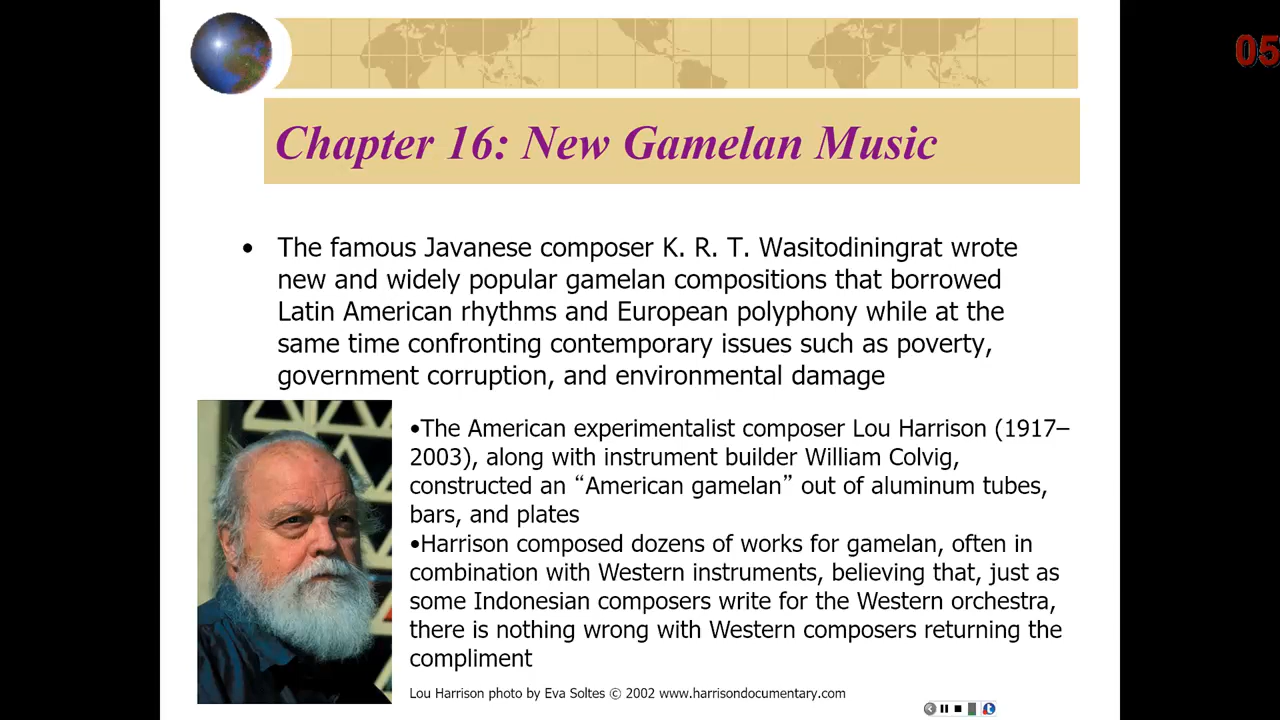 05
Chapter 16: New Gamelan Music
• The famous Javanese composer K. R. T. Wasitodiningrat wrote
new and widely popular gamelan compositions that borrowed
Latin American rhythms and European polyphony while at the
same time confronting contemporary issues such as poverty,
government corruption, and environmental damage
•The American experimentalist composer Lou Harrison (1917–
2003), along with instrument builder William Colvig,
constructed an “American gamelan” out of aluminum tubes,
bars, and plates
•Harrison composed dozens of works for gamelan, often in
combination with Western instruments, believing that, just as
some Indonesian composers write for the Western orchestra,
there is nothing wrong with Western composers returning the
compliment
Lou Harrison photo by Eva Soltes © 2002 www.harrisondocumentary.com